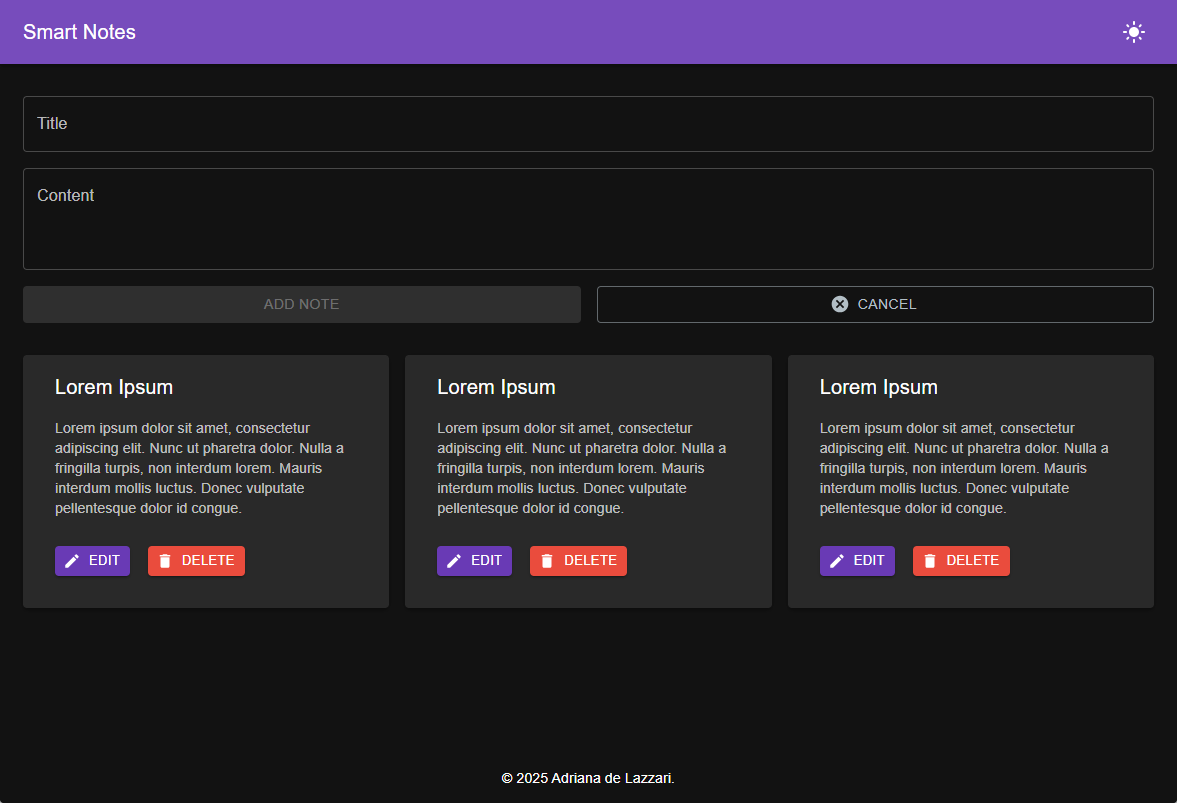 Smart Notes
Title
Content
ADD NOTE
CANCEL
Lorem Ipsum
Lorem ipsum dolor sit amet, consectetur
adipiscing elit. Nunc ut pharetra dolor. Nulla a
fringilla turpis, non interdum lorem. Mauris
interdum mollis luctus. Donec vulputate
pellentesque dolor id congue.
EDIT
DELETE
Lorem Ipsum
Lorem ipsum dolor sit amet, consectetur
adipiscing elit. Nunc ut pharetra dolor. Nulla a
fringilla turpis, non interdum lorem. Mauris
interdum mollis luctus. Donec vulputate
pellentesque dolor id congue.
EDIT
DELETE
Lorem Ipsum
Lorem ipsum dolor sit amet, consectetur
adipiscing elit. Nunc ut pharetra dolor. Nulla a
fringilla turpis, non interdum lorem. Mauris
interdum mollis luctus. Donec vulputate
pellentesque dolor id congue.
EDIT
DELETE
© 2025 Adriana de Lazzari.